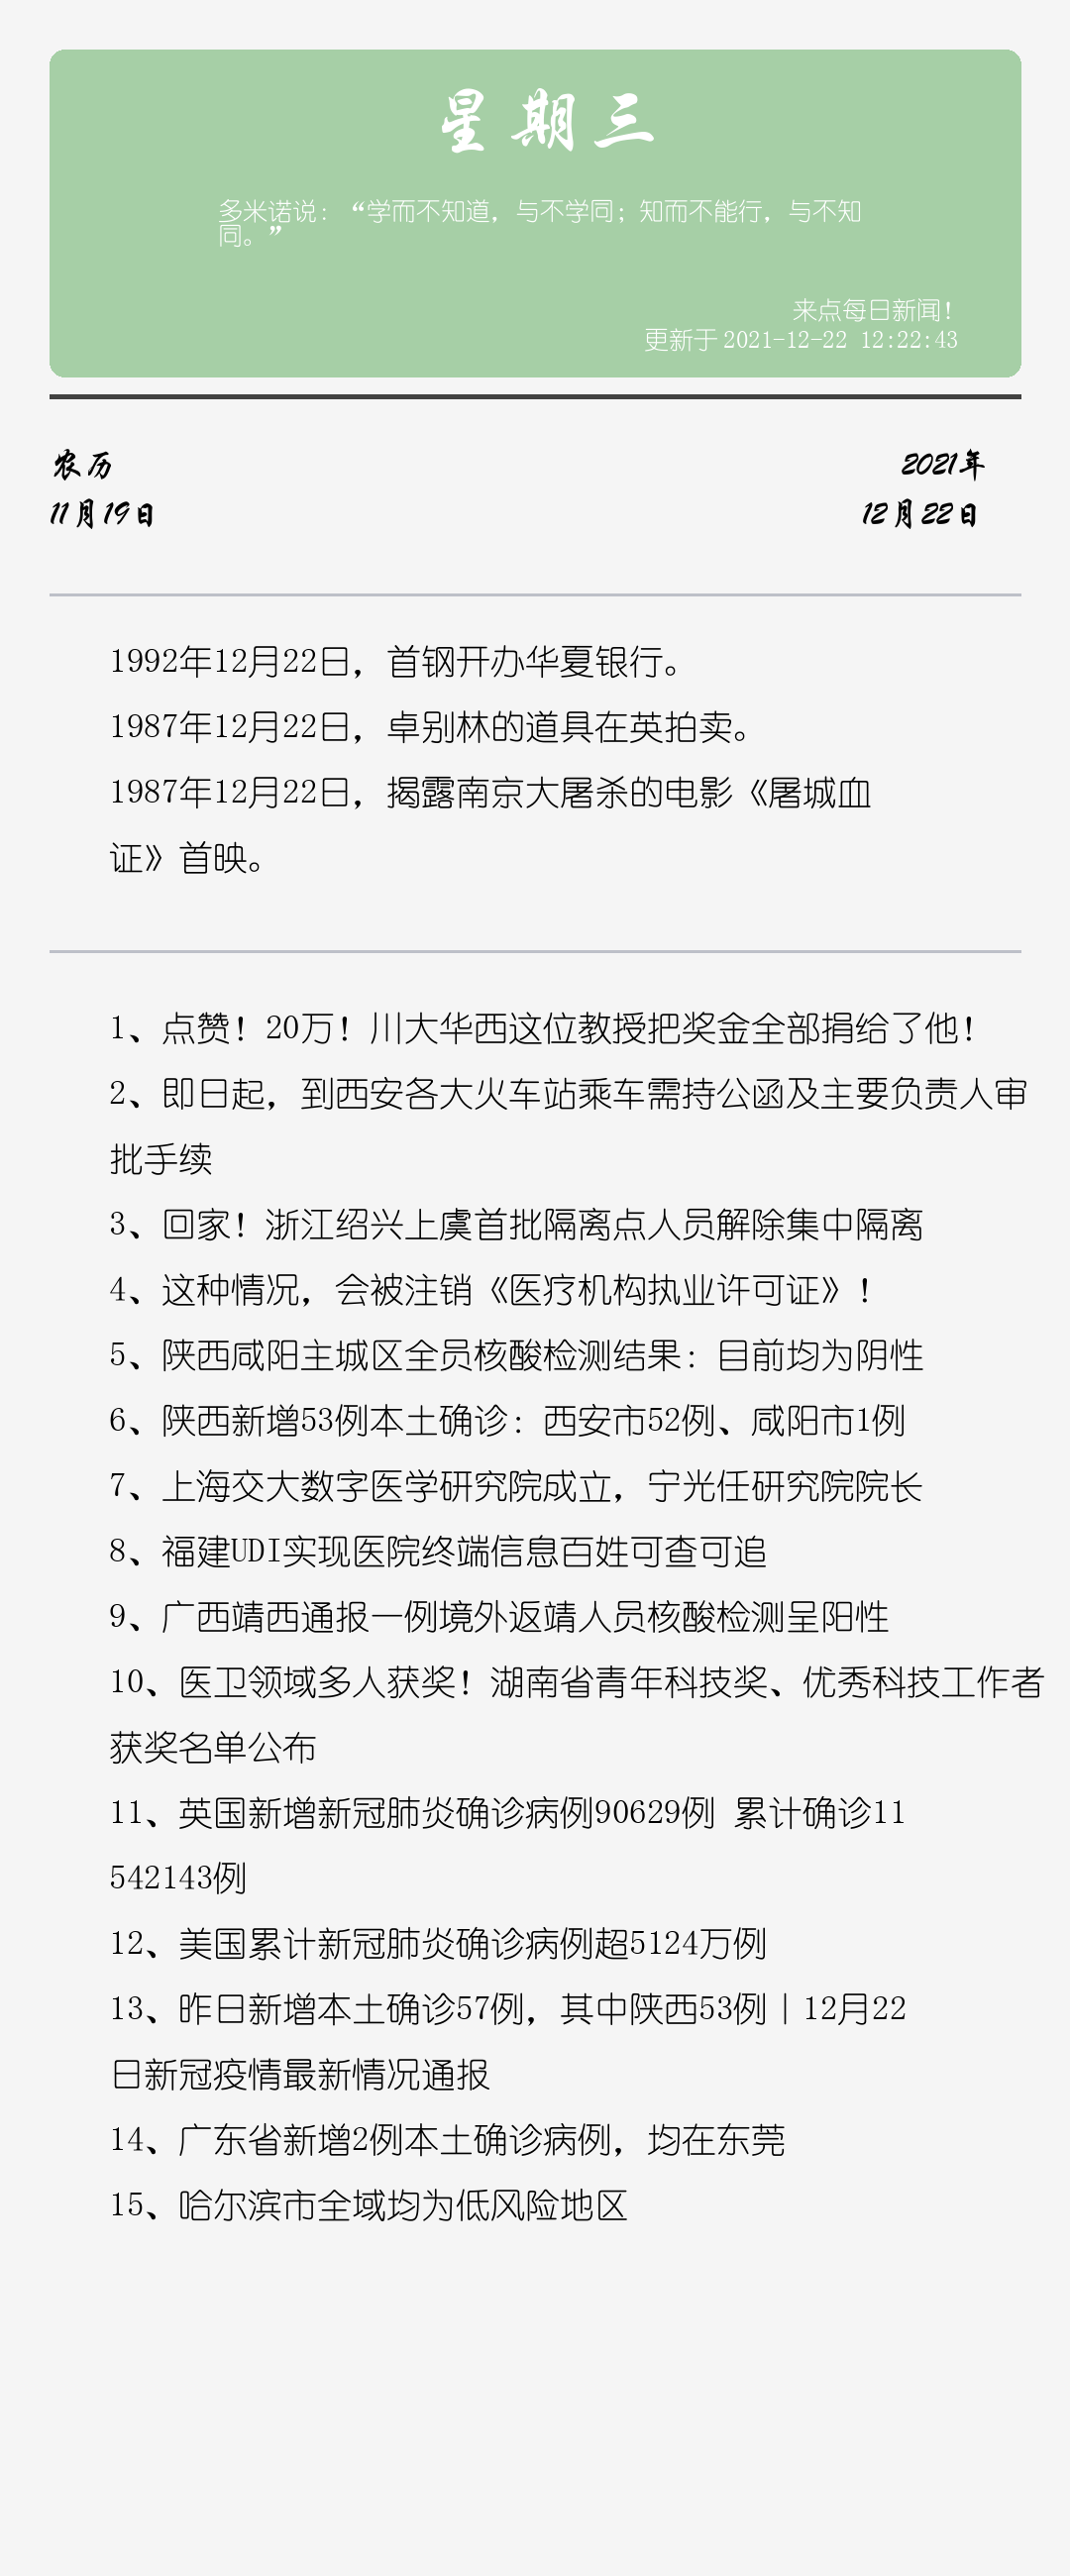 星期三
多米诺说：“学而不知道，与不学同；知而不能行，与不知
同。”
来点每日新闻！
更新于2021-12-22 12:22:43
农历
2021年
11月19日
12月22日
1992年12月22日，首钢开办华夏银行。
1987年12月22日，卓别林的道具在英拍卖。
1987年12月22日，揭露南京大屠杀的电影《屠城血
证》首映。
1、点赞！20万！川大华西这位教授把奖金全部捐给了他！
2、即日起，到西安各大火车站乘车需持公函及主要负责人审
批手续
3、回家！浙江绍兴上虞首批隔离点人员解除集中隔离
4、这种情况，会被注销《医疗机构执业许可证》！
5、陕西咸阳主城区全员核酸检测结果：目前均为阴性
6、陕西新增53例本土确诊：西安市52例、咸阳市1例
7、上海交大数字医学研究院成立，宁光任研究院院长
8、福建UDI实现医院终端信息百姓可查可追
9、广西靖西通报一例境外返靖人员核酸检测呈阳性
10、医卫领域多人获奖！湖南省青年科技奖、优秀科技工作者
获奖名单公布
11、英国新增新冠肺炎确诊病例90629例 累计确诊11
542143例
12、美国累计新冠肺炎确诊病例超5124万例
13、昨日新增本土确诊57例，其中陕西53例｜12月22
日新冠疫情最新情况通报
14、广东省新增2例本土确诊病例，均在东莞
15、哈尔滨市全域均为低风险地区